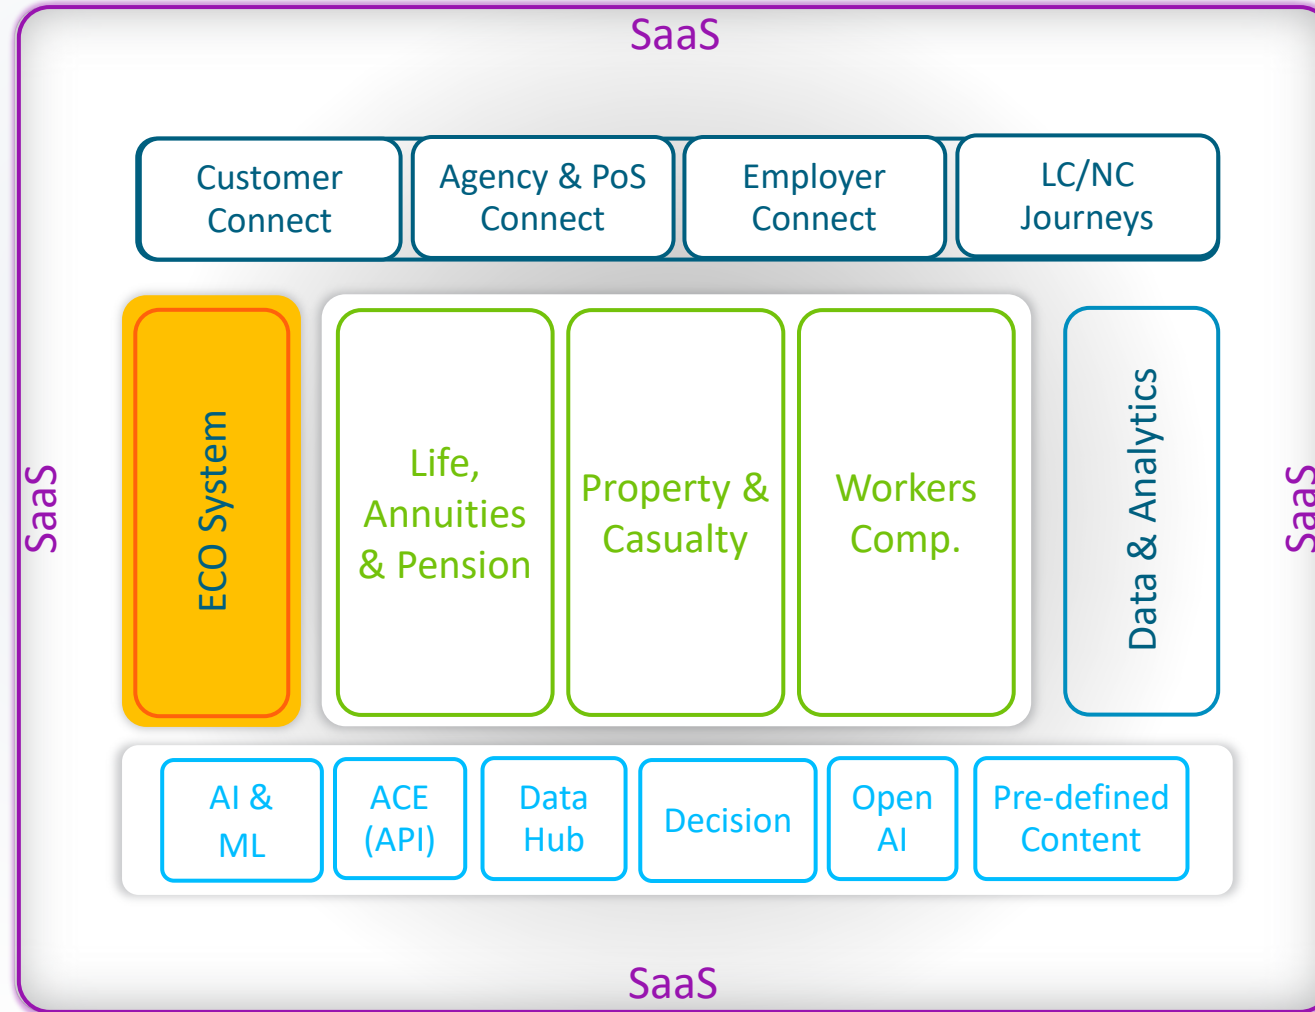 SaaS
Customer
Connect
Agency & PoS
Connect
Employer
Connect
LC/NC
Journeys
SaaS
ECO System
Life,
Annuities
& Pension
Property &
Casualty
Workers
Comp.
Data & Analytics
SaaS
AI &
ML
ACE
(API)
Data
Hub
Decision
Open
AI
Pre-defined
Content
SaaS